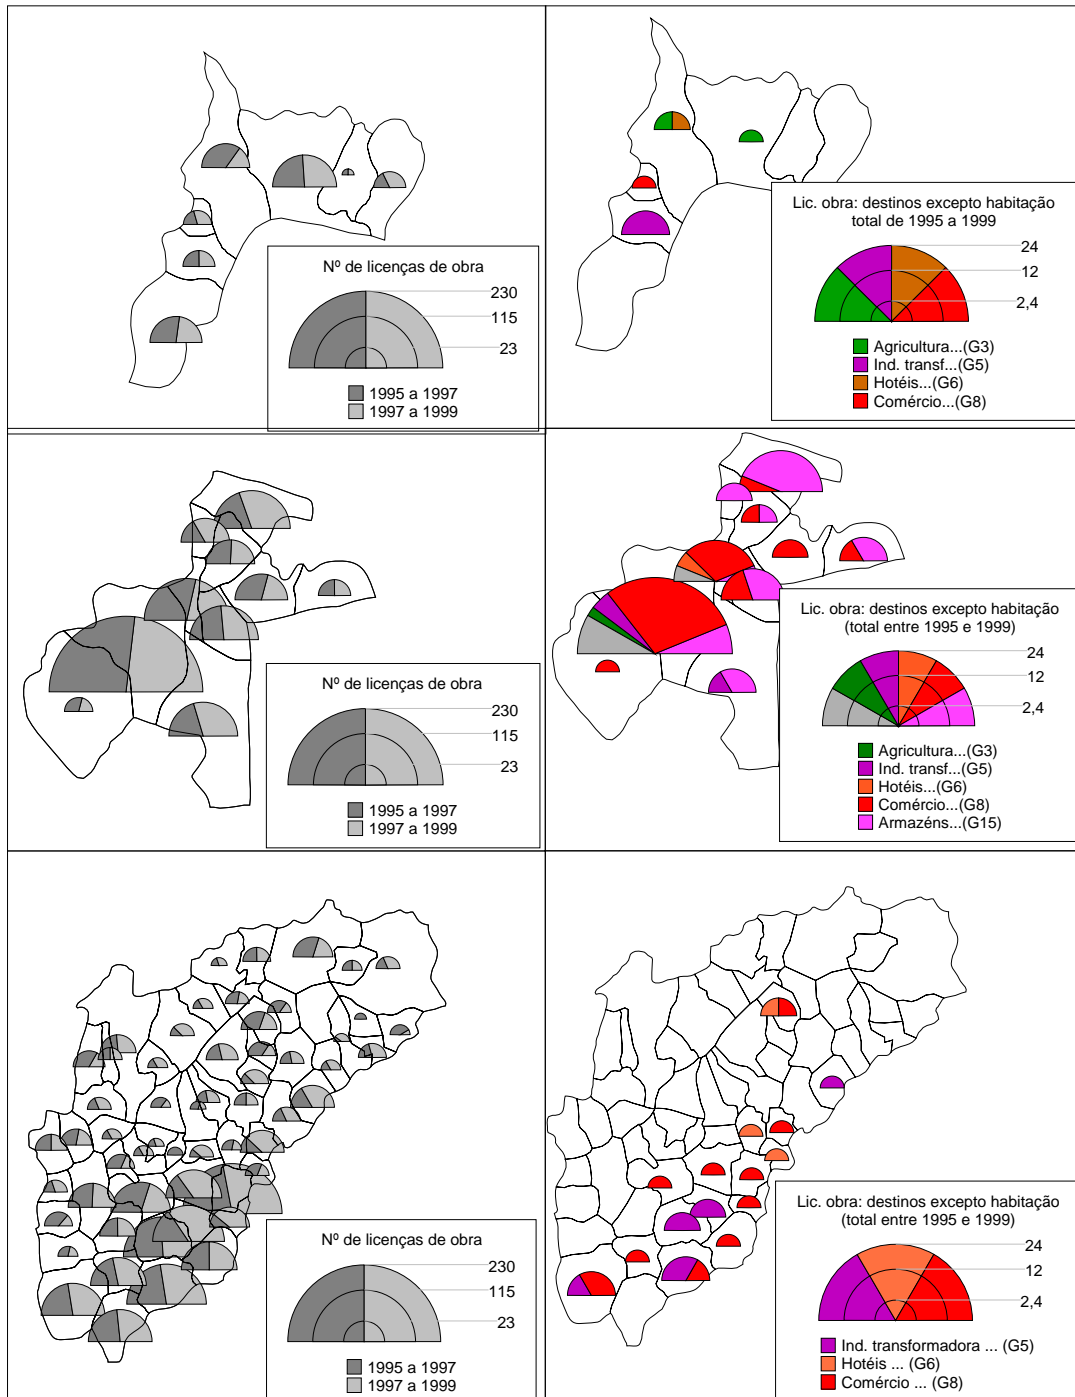 Nº de licenças de obra
230
115
23
1995 a 1997
1997 a 1999
Lic. obra: destinos excepto habitação
total de 1995 a 1999
24
12
2,4
Agricultura...(G3)
Ind. transf...(G5)
Hotéis...(G6)
Comércio...(G8)
Nº de licenças de obra
230
115
23
1995 a 1997
1997 a 1999
Lic. obra: destinos excepto habitação
(total entre 1995 e 1999)
24
12
2,4
Agricultura...(G3)
Ind. transf...(G5)
Hotéis...(G6)
Comércio...(G8)
Armazéns...(G15)
Nº de licenças de obra
230
115
23
1995 a 1997
1997 a 1999
Lic. obra: destinos excepto habitação
(total entre 1995 e 1999)
24
12
2,4
Ind. transformadora ... (G5)
Hotéis ... (G6)
Comércio ... (G8)